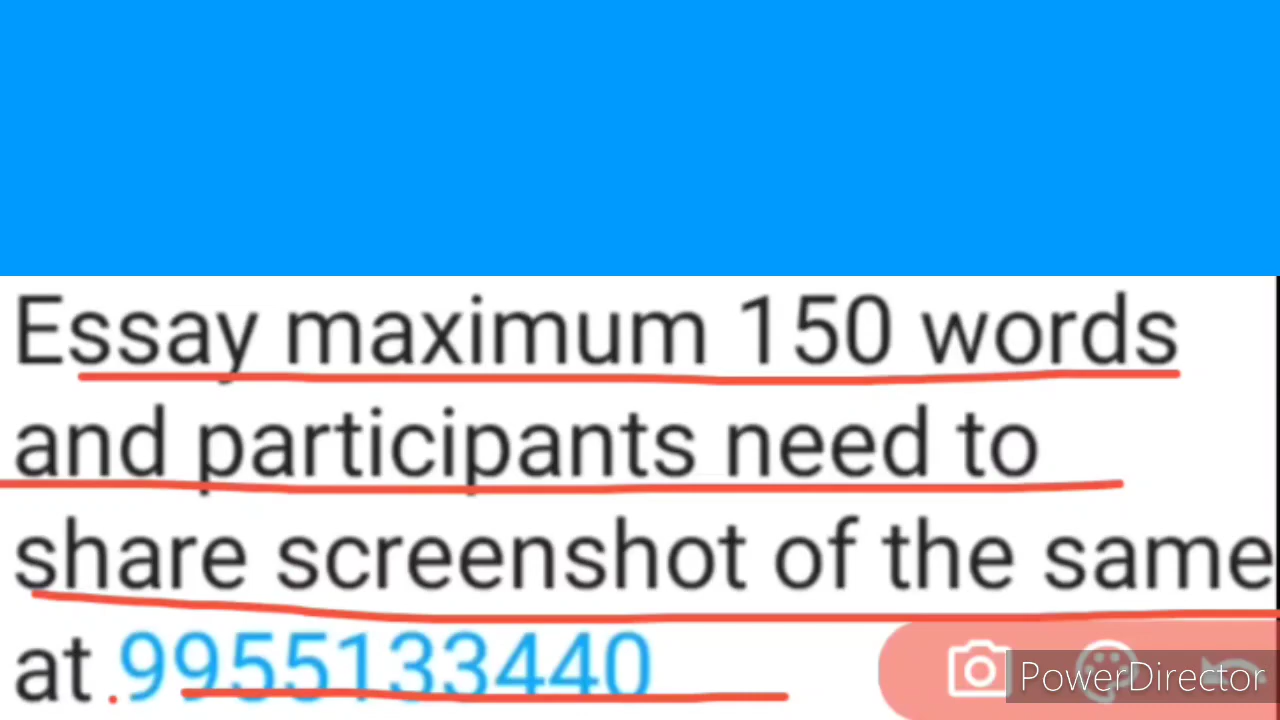 Essay maximum 150 words
and participants need to
share screenshot of the same
at 9955133440
PowerDirector